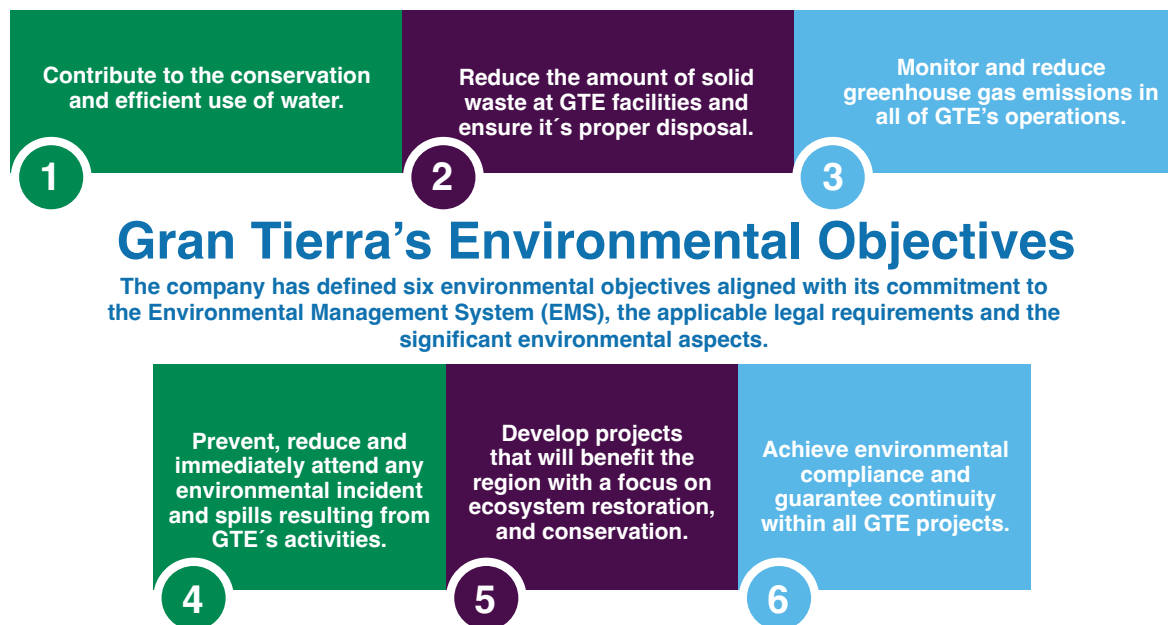 Contribute to the conservation
and efficient use of water.
1
Reduce the amount of solid
waste at GTE facilities and
ensure it´s proper disposal.
2
Monitor and reduce
greenhouse gas emissions in
all of GTE’s operations.
3
Gran Tierra’s Environmental Objectives
The company has defined six environmental objectives aligned with its commitment to
the Environmental Management System (EMS), the applicable legal requirements and the
significant environmental aspects.
Prevent, reduce and
immediately attend any
environmental incident
and spills resulting from
GTE´s activities.
4
Develop projects
that will benefit the
region with a focus on
ecosystem restoration,
and conservation.
5
Achieve environmental
compliance and
guarantee continuity
within all GTE projects.
6